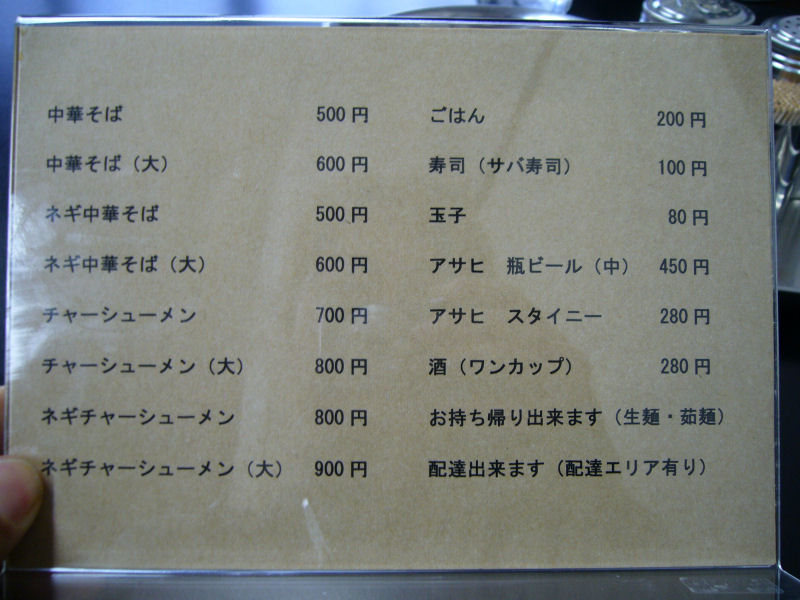 中華そば 500円
中華そば（大） 600円
ネギ中華そば 500円
ネギ中華そば（大） 600円
チャーシューメン 700円
チャーシューメン（大） 800円
ネギチャーシューメン 800円
ネギチャーシューメン（大） 900円
ごはん 200円
寿司（サバ寿司） 100円
玉子 80円
アサヒ　瓶ビール（中） 450円
アサヒ　スタイニー 280円
酒（ワンカップ） 280円
お持ち帰り出来ます（生麺・茹麺）
配達出来ます（配達エリア有り）